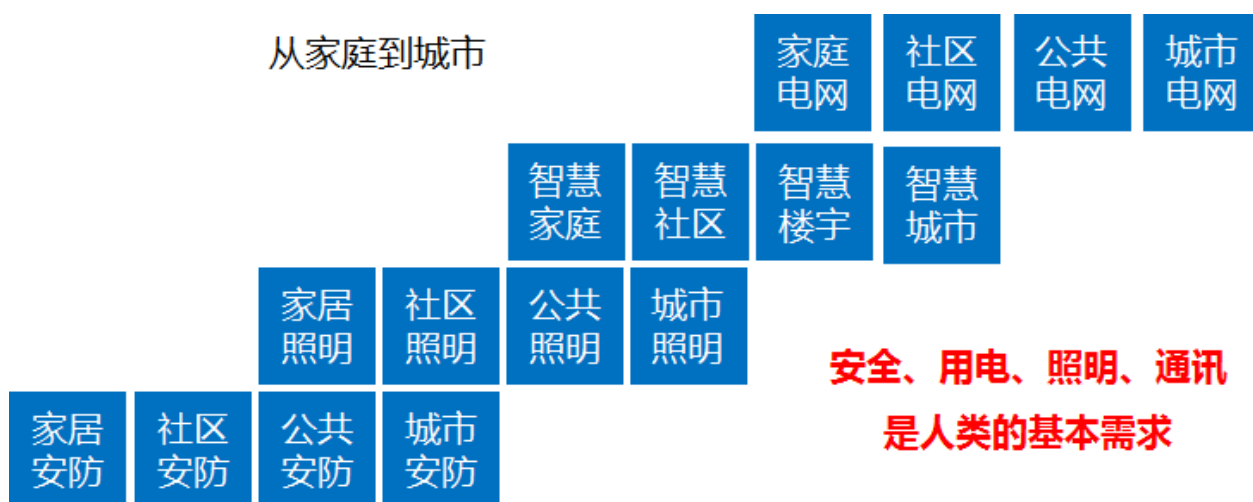 从家庭到城市
家庭
电网
社区
电网
公共
电网
城市
电网
智慧
家庭
智慧
社区
智慧
楼宇
智慧
城市
家居
照明
社区
照明
公共
照明
城市
照明
安全、用电、照明、通讯
是人类的基本需求
家居
安防
社区
安防
公共
安防
城市
安防